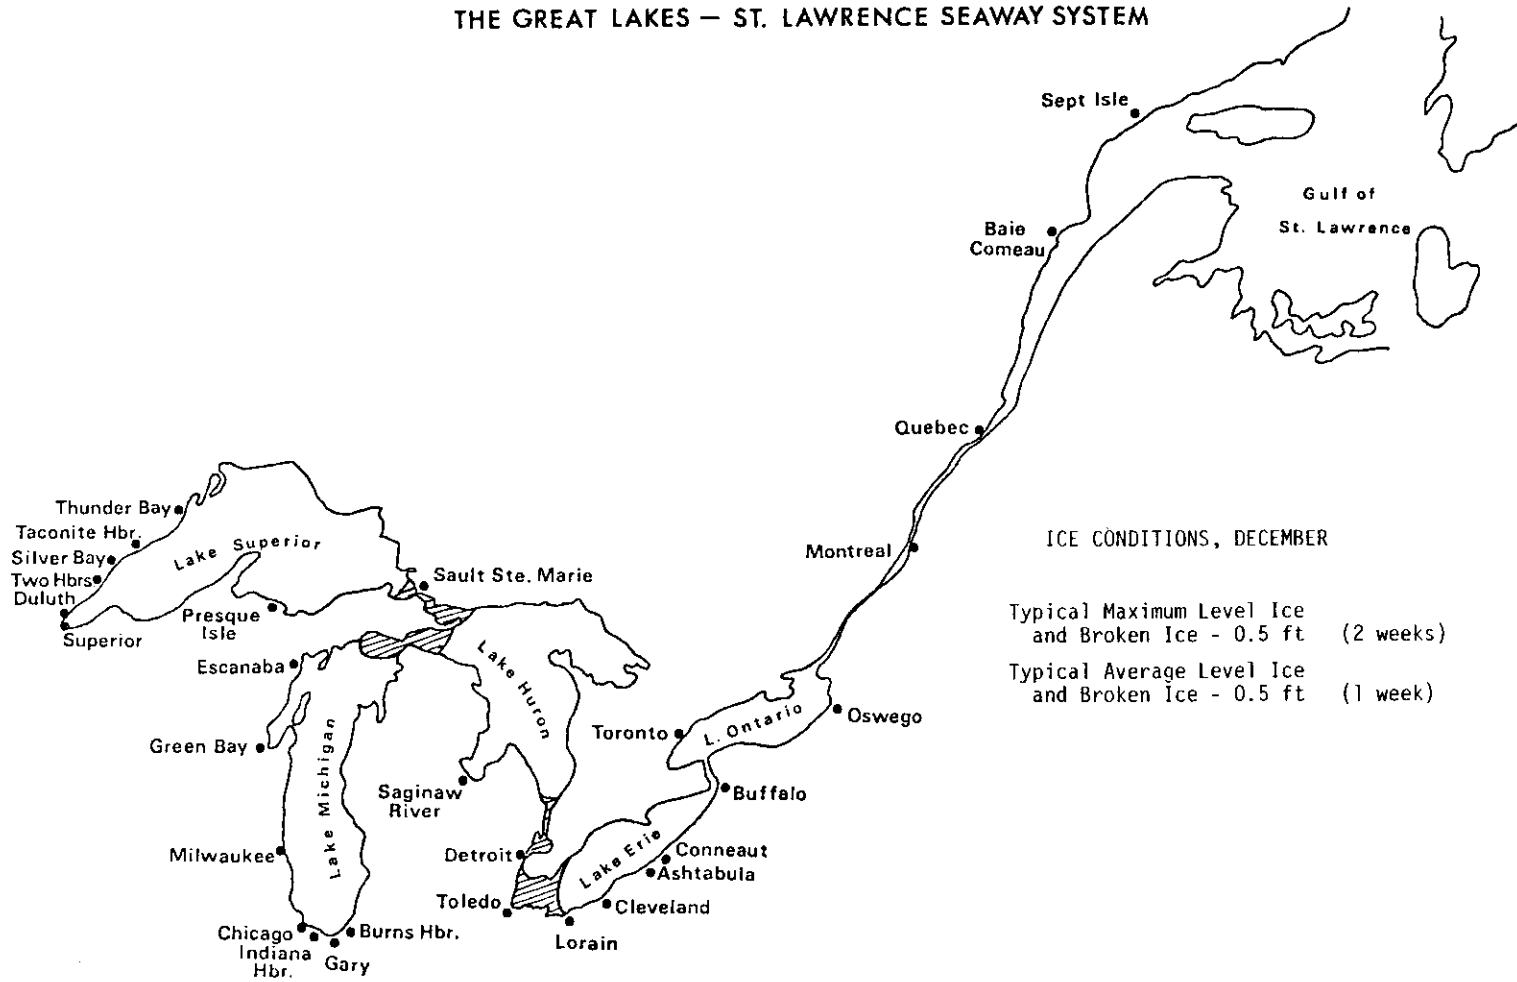 THE GREAT LAKES — ST. LAWRENCE SEAWAY SYSTEM
Sept Isle
Gulf of
St. Lawrence
Baie
Comeau
Quebec
Montreal
ICE CONDITIONS, DECEMBER
Typical Maximum Level Ice
and Broken Ice - 0.5 ft (2 weeks)
Typical Average Level Ice
and Broken Ice - 0.5 ft (1 week)
Thunder Bay
Taconite Hbr.
Silver Bay
Two Hbrs
Duluth
Superior
Lake Superior
Presque
Isle
Sault Ste. Marie
Escanaba
Green Bay
Lake Michigan
Milwaukee
Chicago
Indiana
Hbr.
Gary
Burns Hbr.
Lake Huron
Saginaw
River
Detroit
Toledo
Lorain
Cleveland
Ashtabula
Conneaut
Lake Erie
Buffalo
Toronto
L. Ontario
Oswego